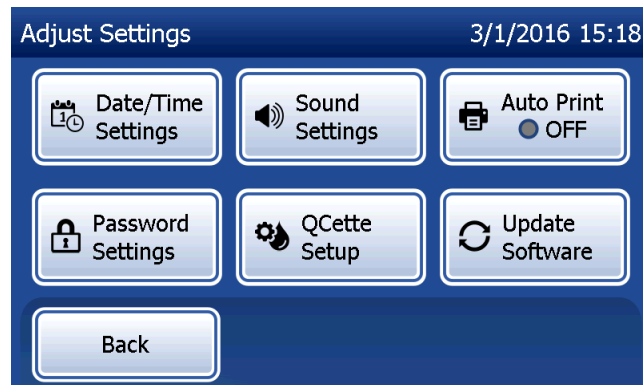 Adjust Settings 3/1/2016 15:18
Date/Time
Settings
Sound
Settings
Auto Print
OFF
Password
Settings
QCette
Setup
Update
Software
Back